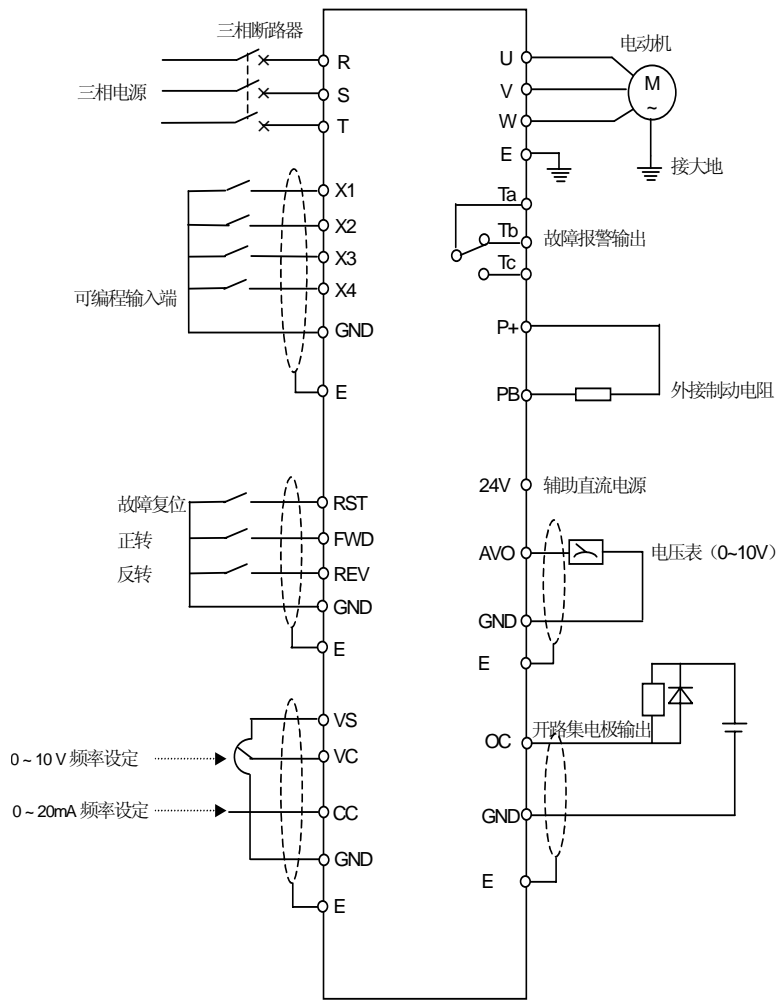 三相断路器
三相电源
R
S
T
X1
X2
X3
X4
可编程输入端
GND
E
故障复位
RST
正转
FWD
反转
REV
GND
E
VS
0 ~ 10 V 频率设定
VC
0 ~ 20mA 频率设定
CC
GND
E
电动机
U
V
W
M
~
E
接大地
Ta
Tb
故障报警输出
Tc
P+
PB
外接制动电阻
24V
辅助直流电源
AVO
电压表（0~10V）
GND
E
开路集电极输出
OC
GND
E